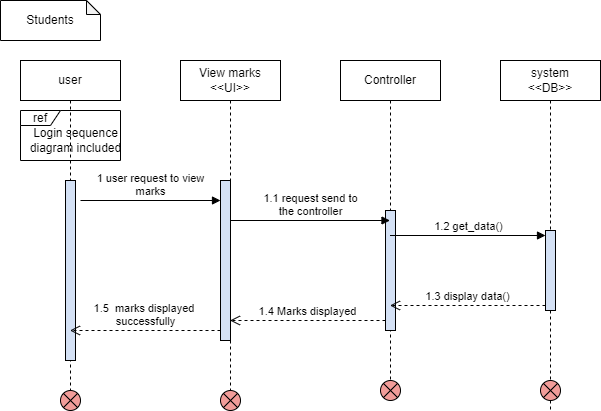 Students
user
View marks
<<UI>>
Controller
system
<<DB>>
ref
Login sequence
diagram included
1 user request to view
marks
1.1 request send to
the controller
1.2 get_data()
1.3 display data()
1.4 Marks displayed
1.5 marks displayed
successfully